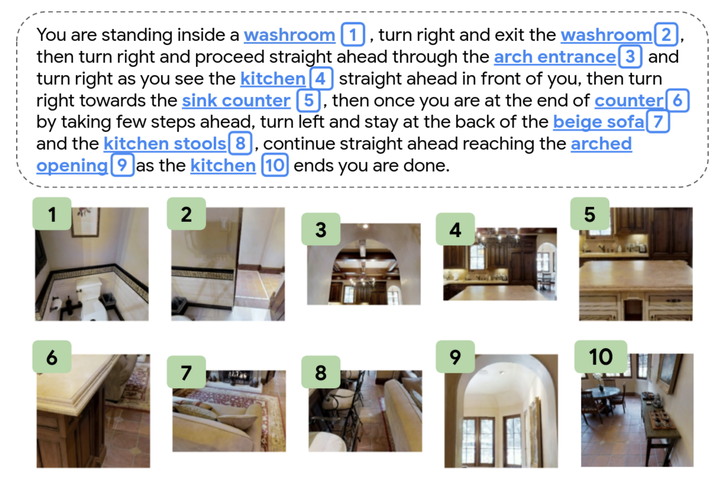 You are standing inside a washroom 1 , turn right and exit the washroom 2 ,
then turn right and proceed straight ahead through the arch entrance 3 and
turn right as you see the kitchen 4 straight ahead in front of you, then turn
right towards the sink counter 5 , then once you are at the end of counter 6
by taking few steps ahead, turn left and stay at the back of the beige sofa 7
and the kitchen stools 8 , continue straight ahead reaching the arched
opening 9 as the kitchen 10 ends you are done.
1 2 3 4 5
6 7 8 9 10